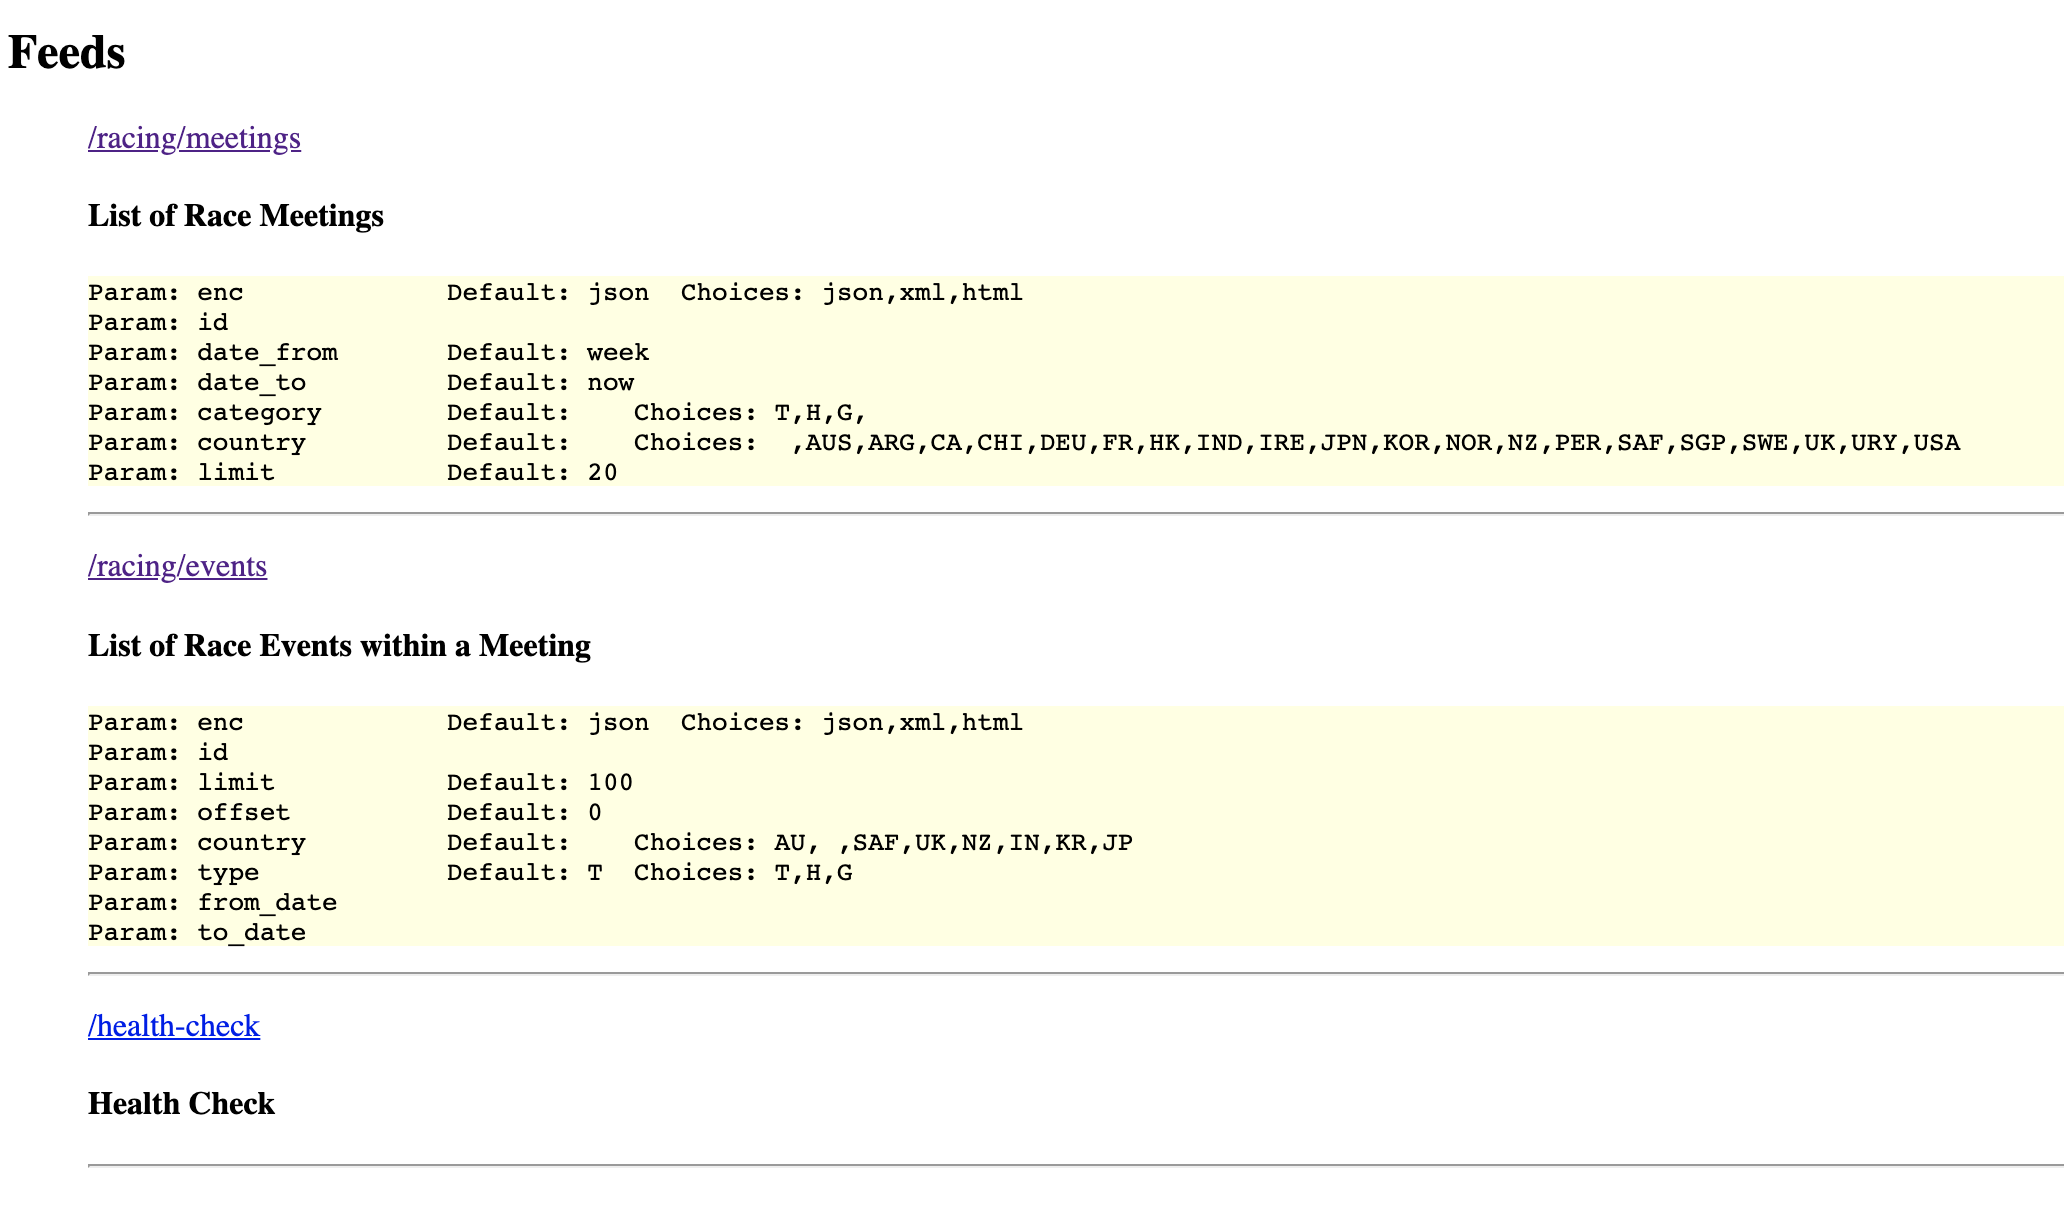 Feeds
/racing/meetings
List of Race Meetings
Param: enc             Default: json  Choices: json,xml,html
Param: id
Param: date_from       Default: week
Param: date_to         Default: now
Param: category        Default:    Choices: T,H,G,
Param: country         Default:    Choices:  ,AUS,ARG,CA,CHI,DEU,FR,HK,IND,IRE,JPN,KOR,NOR,NZ,PER,SAF,SGP,SWE,UK,URY,USA
Param: limit           Default: 20
/racing/events
List of Race Events within a Meeting
Param: enc             Default: json  Choices: json,xml,html
Param: id
Param: limit           Default: 100
Param: offset          Default: 0
Param: country         Default:    Choices: AU, ,SAF,UK,NZ,IN,KR,JP
Param: type            Default: T  Choices: T,H,G
Param: from_date
Param: to_date
/health-check
Health Check